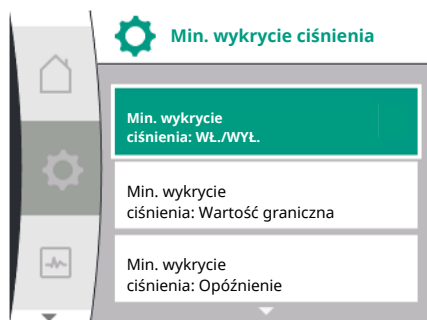 Min. wykrycie ciśnienia
Min. wykrycie
ciśnienia: WŁ./WYŁ.
Min. wykrycie
ciśnienia: Wartość graniczna
Min. wykrycie
ciśnienia: Opóźnienie